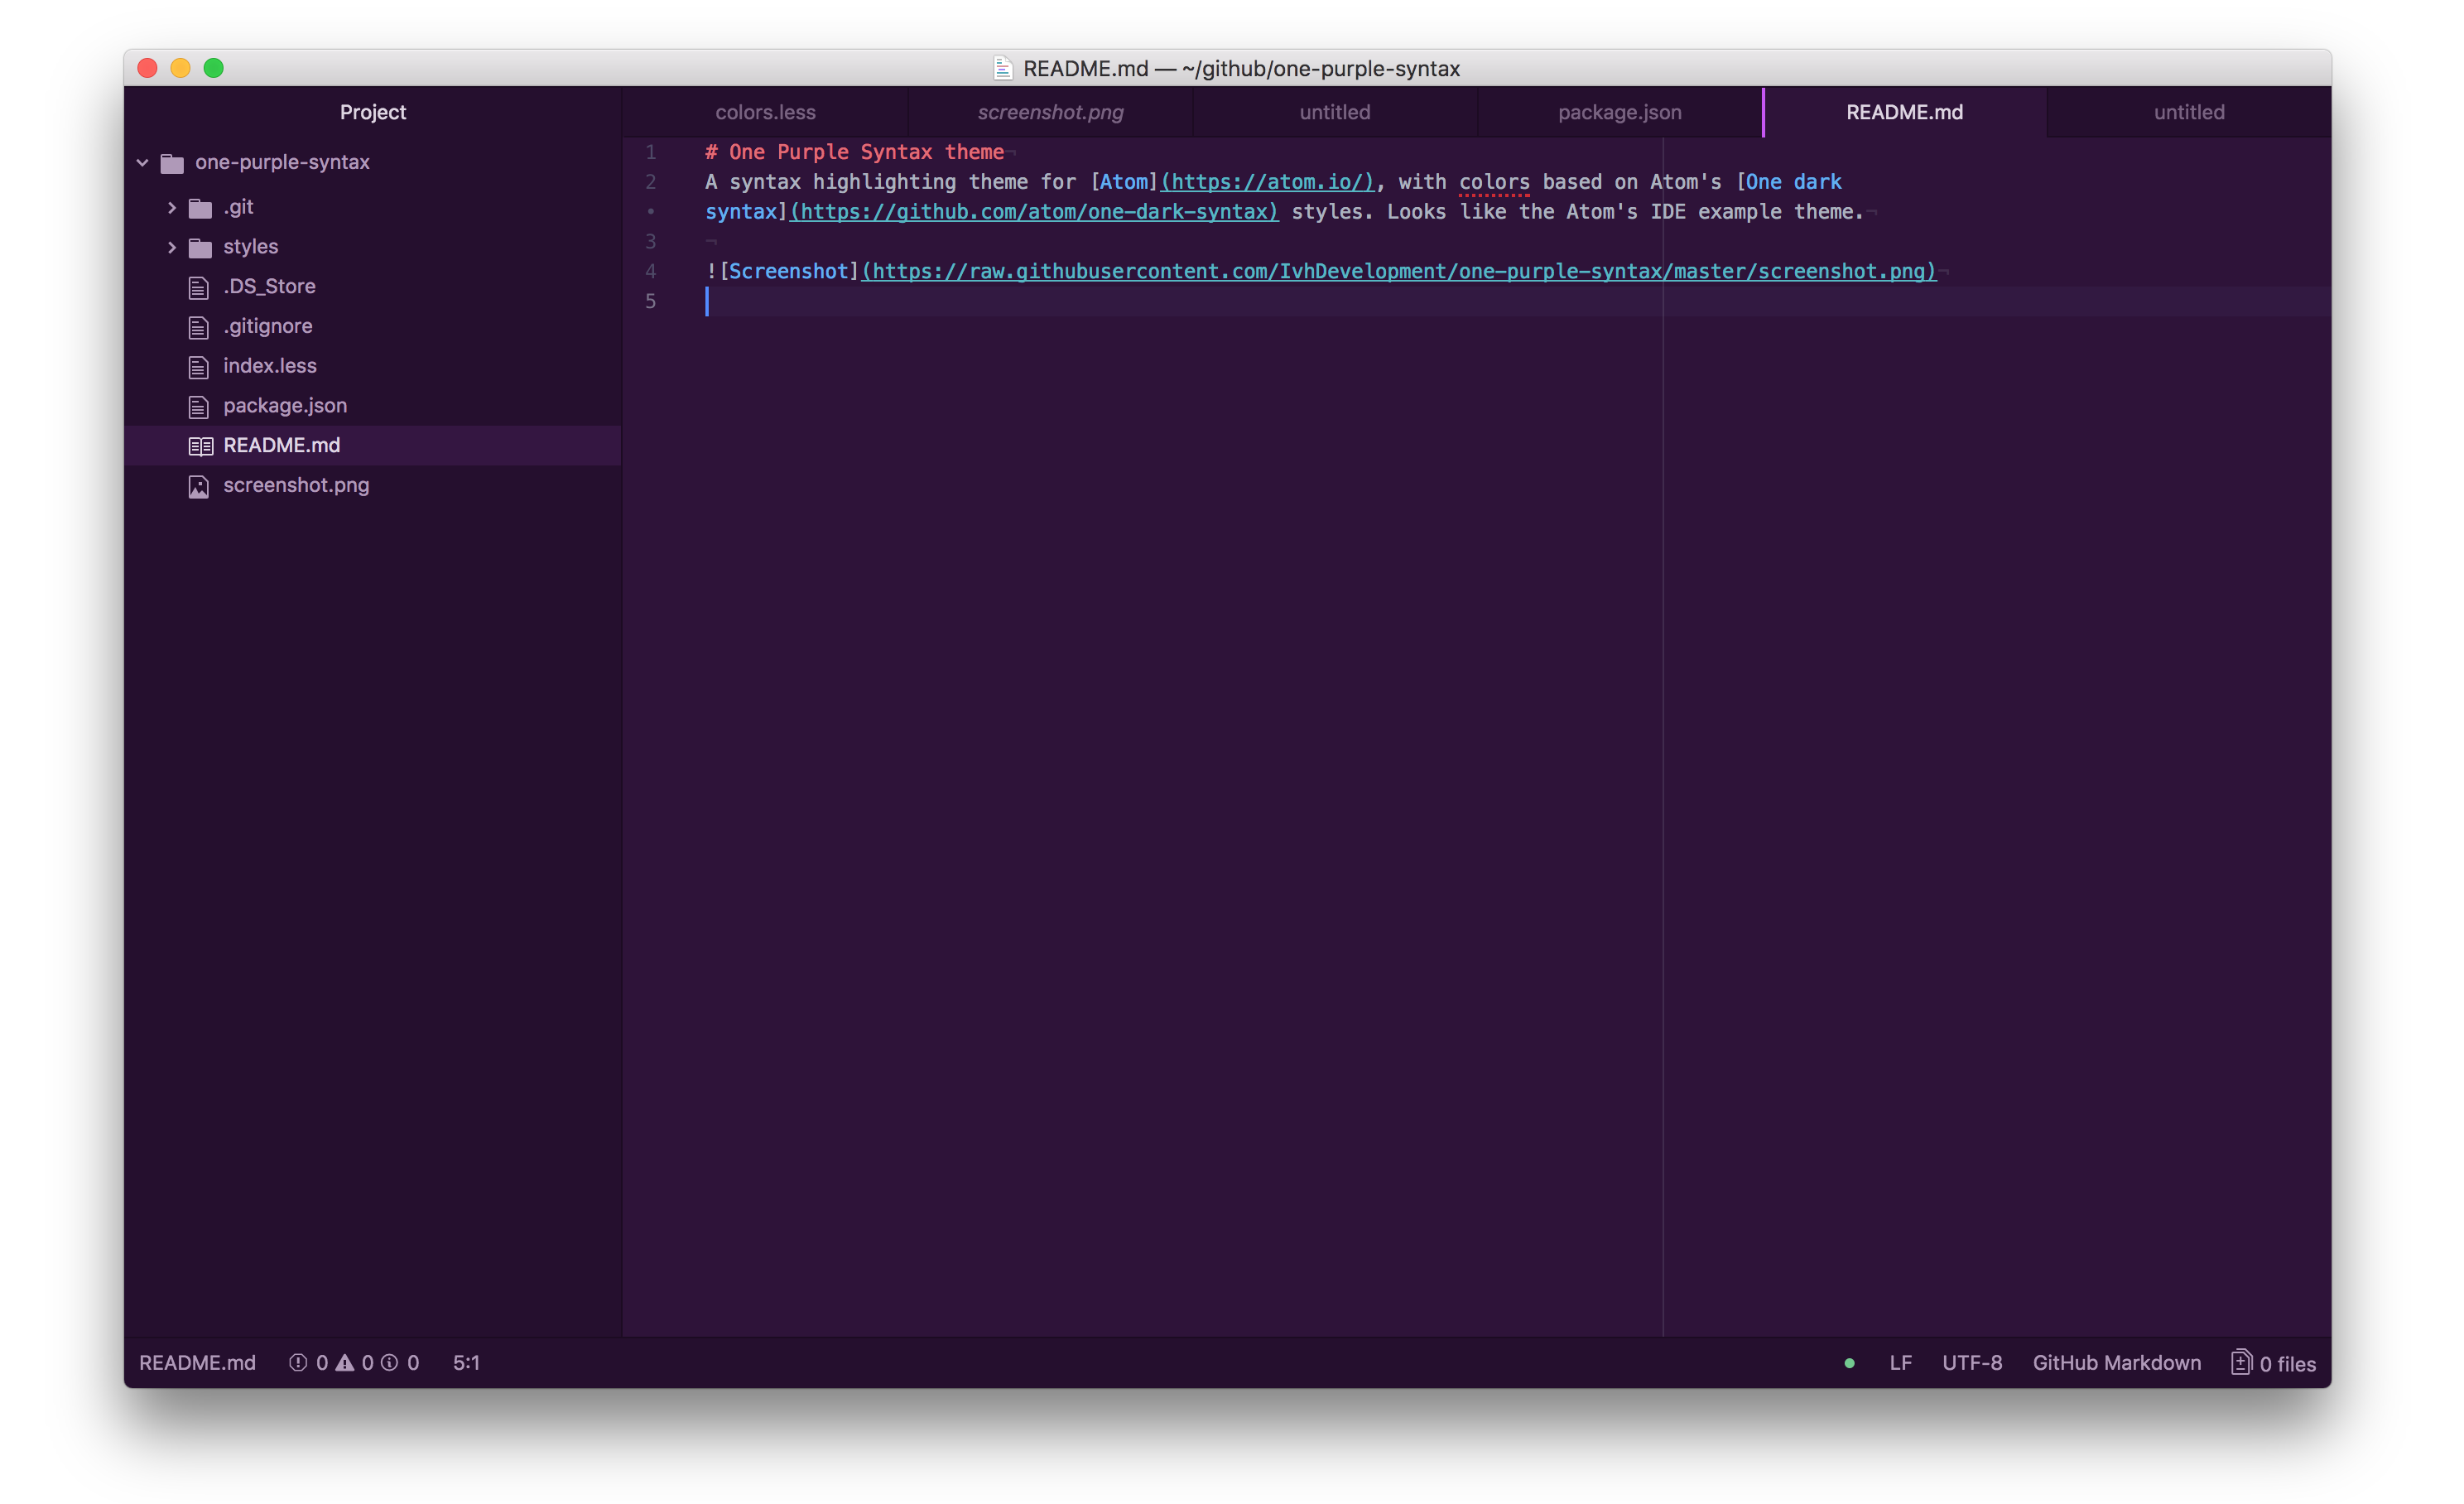 README.md — ~/github/one-purple-syntax
Project
colors.less
screenshot.png
untitled
package.json
README.md
untitled
one-purple-syntax
.git
styles
.DS_Store
.gitignore
index.less
package.json
README.md
screenshot.png
1 # One Purple Syntax theme¬
2 A syntax highlighting theme for [Atom](https://atom.io/), with colors based on Atom's [One dark
• syntax](https://github.com/atom/one-dark-syntax) styles. Looks like the Atom's IDE example theme.¬
3 ¬
4 ![Screenshot](https://raw.githubusercontent.com/IvhDevelopment/one-purple-syntax/master/screenshot.png)¬
5
README.md 0 0 0 5:1 LF UTF-8 GitHub Markdown 0 files